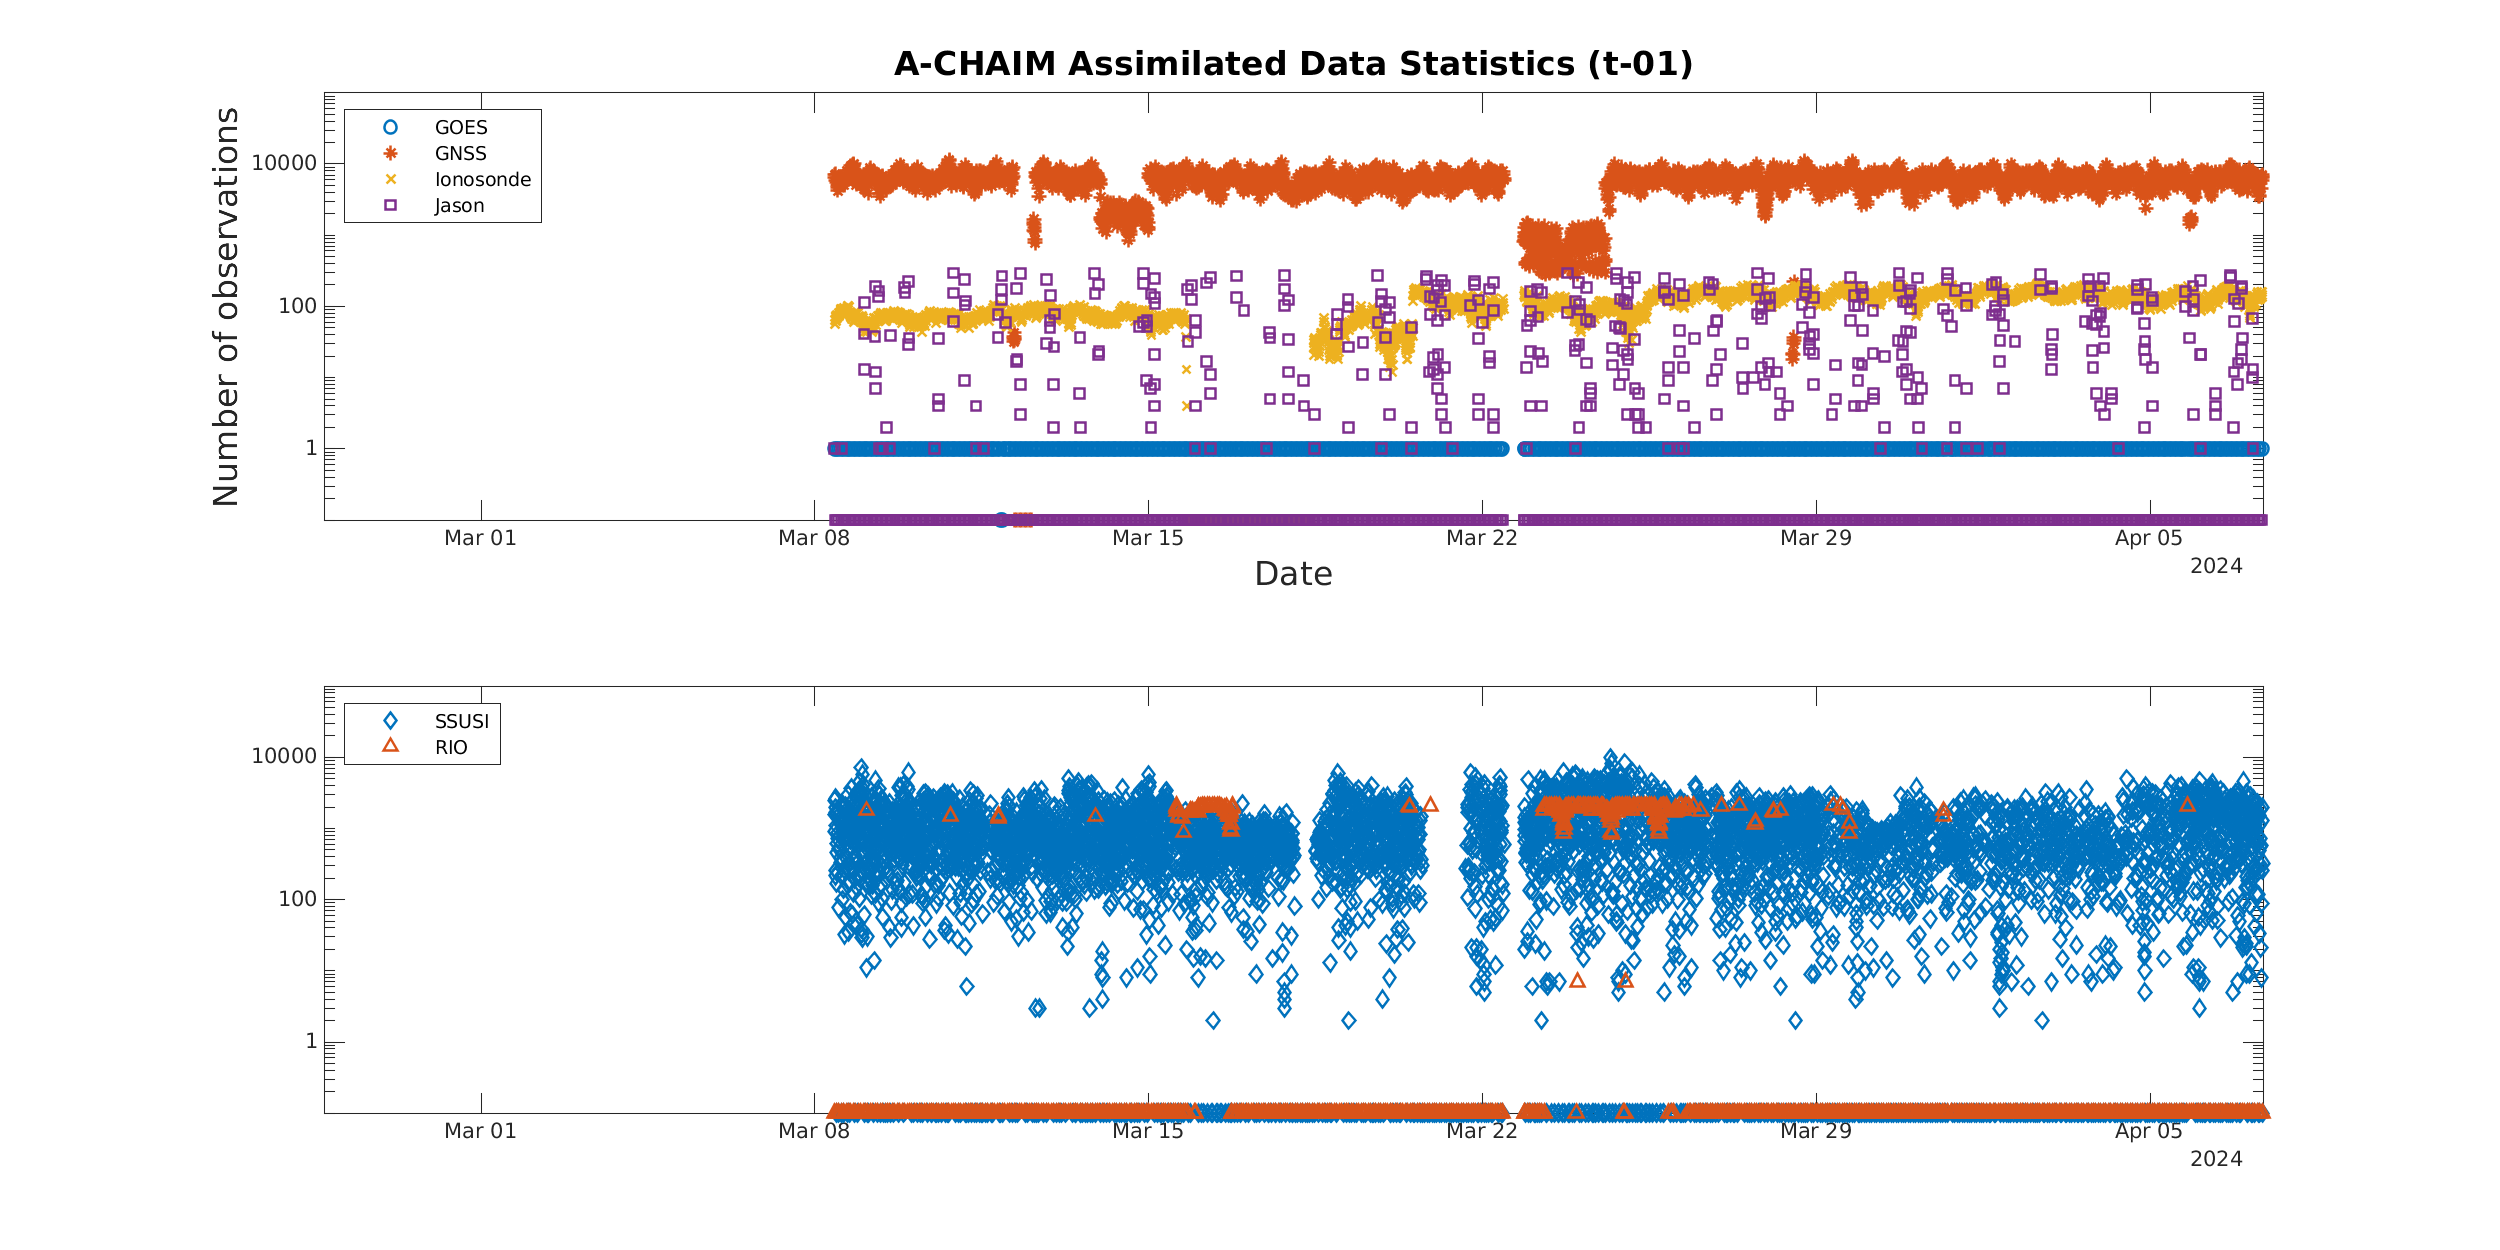 A-CHAIM Assimilated Data Statistics (t-01)
Number of observations
GOES
GNSS
Ionosonde
Jason
10000
100
1
Mar 01
Mar 08
Mar 15
Mar 22
Mar 29
Apr 05
2024
Date
SSUSI
RIO
10000
100
1
Mar 01
Mar 08
Mar 15
Mar 22
Mar 29
Apr 05
2024